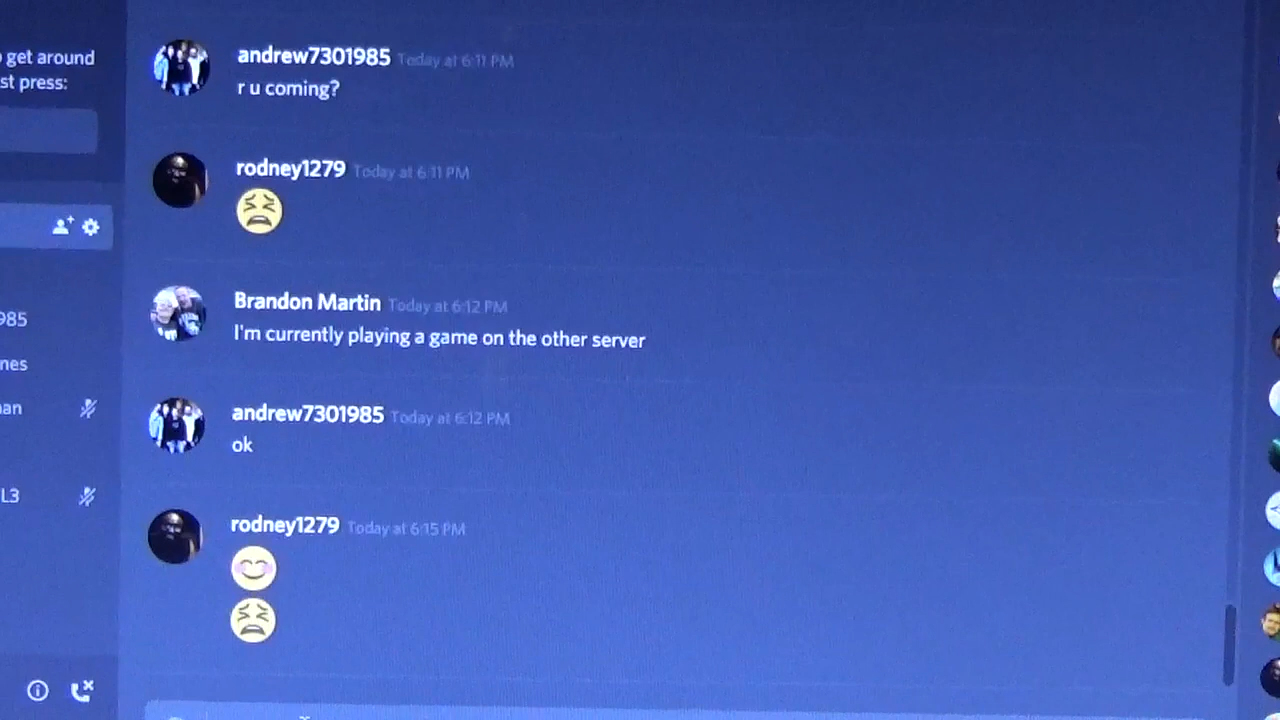 get around
st press:
985
nes
nan
L3
andrew7301985 Today at 6:11 PM
r u coming?
rodney1279 Today at 6:11 PM
Brandon Martin Today at 6:12 PM
I'm currently playing a game on the other server
andrew7301985 Today at 6:12 PM
ok
rodney1279 Today at 6:15 PM